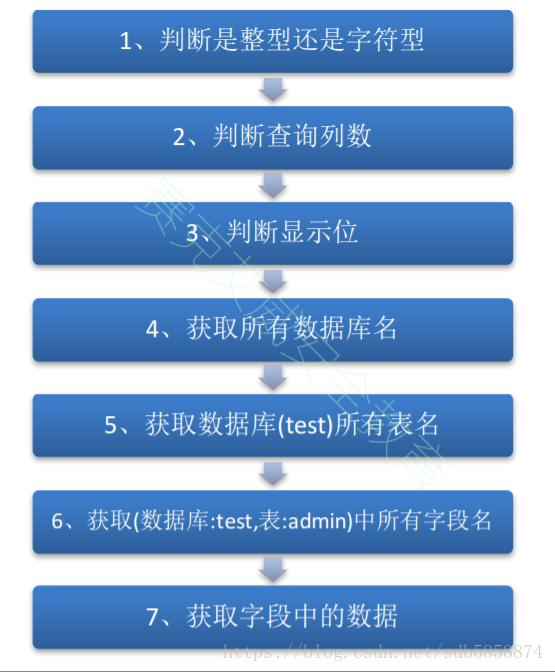 1、判断是整型还是字符型
2、判断查询列数
3、判断显示位
4、获取所有数据库名
5、获取数据库(test)所有表名
6、获取(数据库:test,表:admin)中所有字段名
7、获取字段中的数据
https://blog.csdn.net/sdb5858874